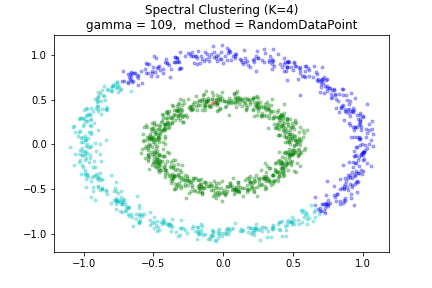 Spectral Clustering (K=4)
gamma = 109,  method = RandomDataPoint
1.0
0.5
0.0
−0.5
−1.0
−1.0 −0.5 0.0 0.5 1.0